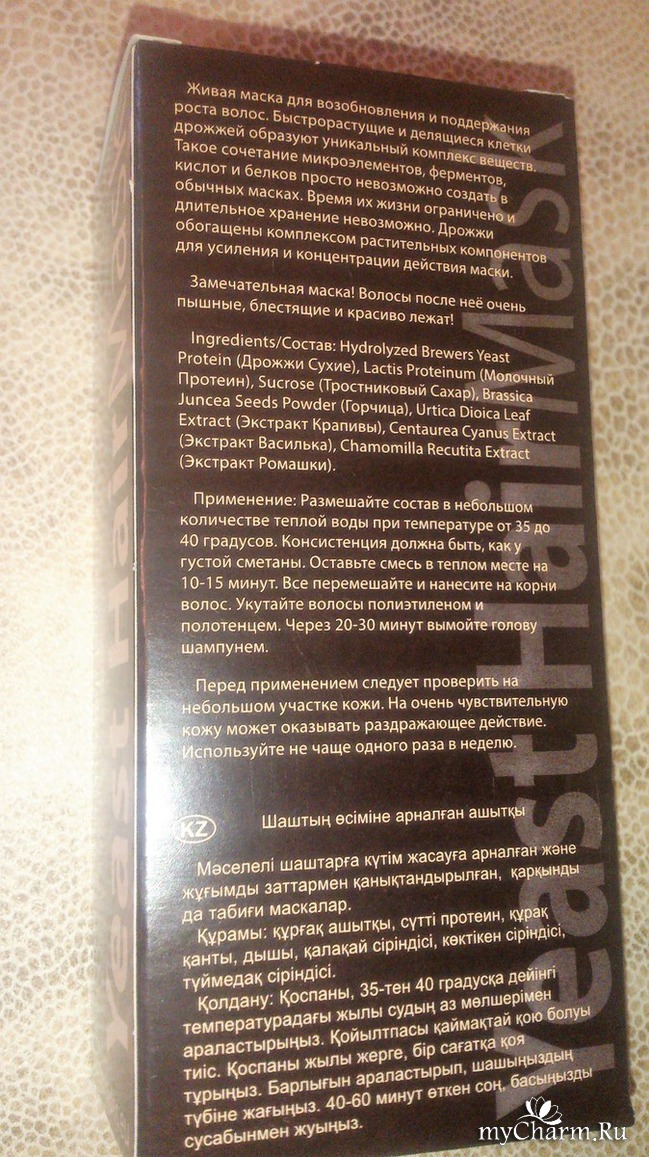 Живая маска для возобновления и поддержания
роста волос. Быстрорастущие и делящиеся клетки
дрожжей образуют уникальный комплекс веществ.
Такое сочетание микроэлементов, ферментов,
кислот и белков просто невозможно создать в
обычных масках. Время их жизни ограничено и
длительное хранение невозможно. Дрожжи
обогащены комплексом растительных компонентов
для усиления и концентрации действия маски.
Замечательная маска! Волосы после неё очень
пышные, блестящие и красиво лежат!
Ingredients/Состав: Hydrolyzed Brewers Yeast
Protein (Дрожжи Сухие), Lactis Proteinum (Молочный
Протеин), Sucrose (Тростниковый Сахар), Brassica
Juncea Seeds Powder (Горчица), Urtica Dioica Leaf
Extract (Экстракт Крапивы), Centaurea Cyanus Extract
(Экстракт Василька), Chamomilla Recutita Extract
(Экстракт Ромашки).
Применение: Размешайте состав в небольшом
количестве теплой воды при температуре от 35 до
40 градусов. Консистенция должна быть, как у
густой сметаны. Оставьте смесь в теплом месте на
10-15 минут. Все перемешайте и нанесите на корни
волос. Укутайте волосы полиэтиленом и
полотенцем. Через 20-30 минут вымойте голову
шампунем.
Перед применением следует проверить на
небольшом участке кожи. На очень чувствительную
кожу может оказывать раздражающее действие.
Используйте не чаще одного раза в неделю.
KZ
Шаштың өсіміне арналған ашытқы
Мәселелі шаштарға күтім жасауға арналған және
жұғымды заттармен қанықтандырылған, қарқынды
да табиғи маскалар.
Құрамы: құрғақ ашытқы, сүтті протеин, құрақ
қанты, дышы, қалақай сіріндісі, көктікен сіріндісі,
түймедақ сіріндісі.
Қолдану: Қоспаны, 35-тен 40 градусқа дейінгі
температурадағы жылы судың аз мөлшерімен
араластырыңыз. Қойылтпасы қаймақтай қою болуы
тиіс. Қоспаны жылы жерге, бір сағатқа қоя
тұрыңыз. Барлығын араластырып, шашыңыздың
түбіне жағыңыз. 40-60 минут өткен соң, басыңызды
сусабынмен жуыңыз.
Yeast Hair Mask
Yeast Hair Mask
myCharm.Ru